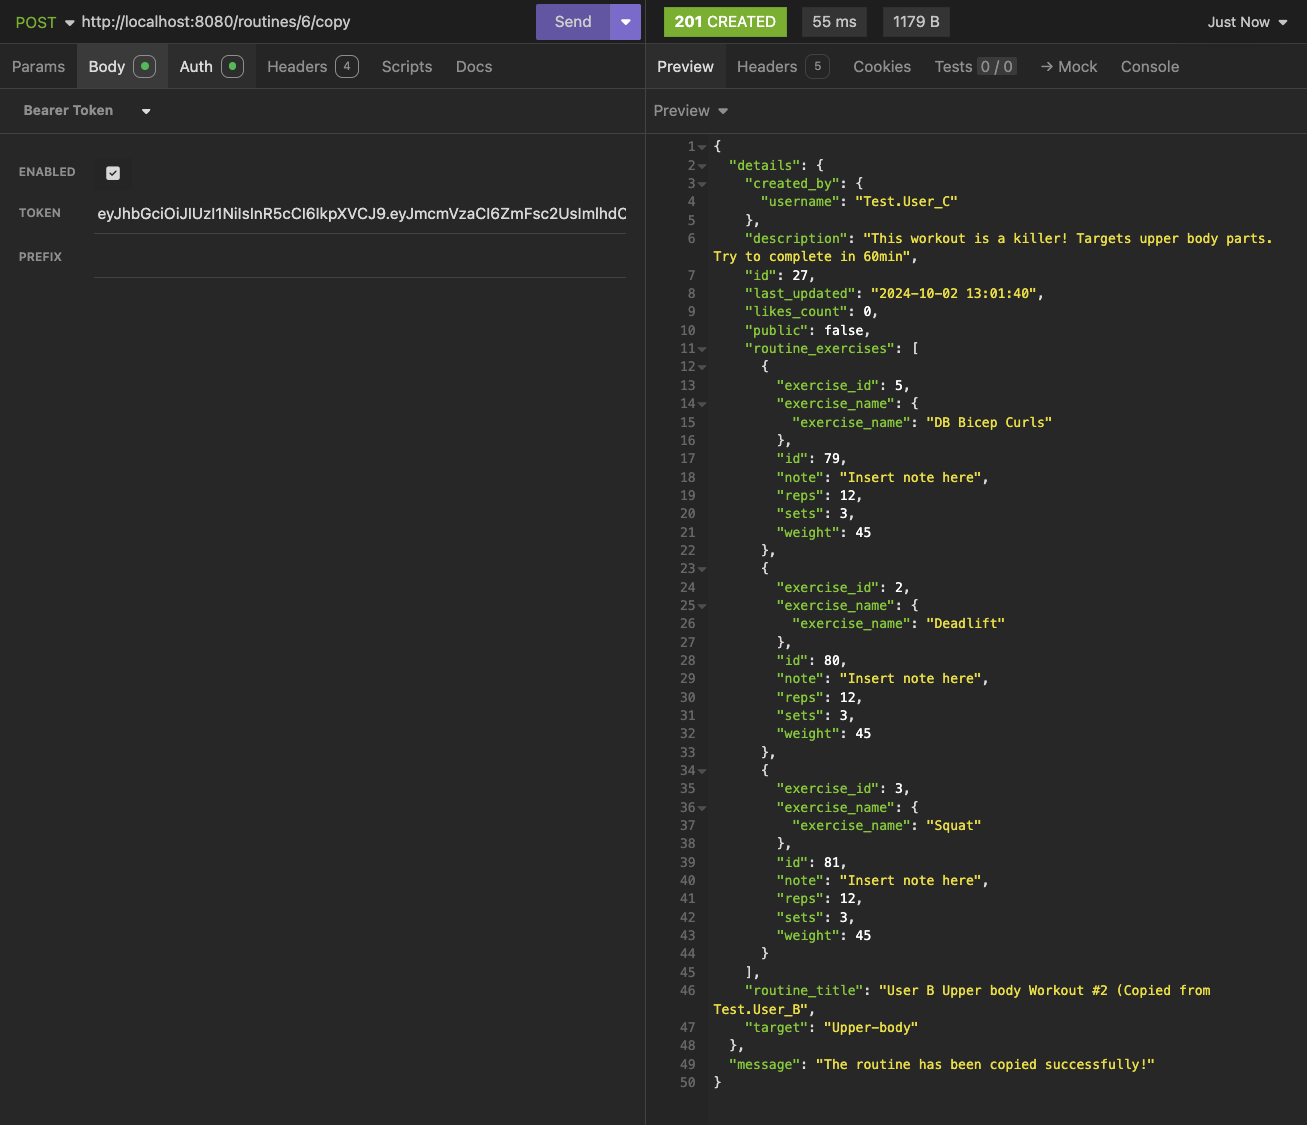 POST http://localhost:8080/routines/6/copy Send
201 CREATED 55 ms 1179 B Just Now
Params Body Auth Headers 4 Scripts Docs
Preview Headers 5 Cookies Tests 0 / 0 → Mock Console
Bearer Token
Preview
ENABLED
TOKEN eyJhbGciOiJIUzI1NiIsInR5cCI6IkpXVCJ9.eyJmcmVzaCI6ZmFsc2UsImlhdC
PREFIX
1 {
2 "details": {
3 "created_by": {
4 "username": "Test.User_C"
5 },
6 "description": "This workout is a killer! Targets upper body parts.
Try to complete in 60min",
7 "id": 27,
8 "last_updated": "2024-10-02 13:01:40",
9 "likes_count": 0,
10 "public": false,
11 "routine_exercises": [
12 {
13 "exercise_id": 5,
14 "exercise_name": {
15 "exercise_name": "DB Bicep Curls"
16 },
17 "id": 79,
18 "note": "Insert note here",
19 "reps": 12,
20 "sets": 3,
21 "weight": 45
22 },
23 {
24 "exercise_id": 2,
25 "exercise_name": {
26 "exercise_name": "Deadlift"
27 },
28 "id": 80,
29 "note": "Insert note here",
30 "reps": 12,
31 "sets": 3,
32 "weight": 45
33 },
34 {
35 "exercise_id": 3,
36 "exercise_name": {
37 "exercise_name": "Squat"
38 },
39 "id": 81,
40 "note": "Insert note here",
41 "reps": 12,
42 "sets": 3,
43 "weight": 45
44 }
45 ],
46 "routine_title": "User B Upper body Workout #2 (Copied from
Test.User_B",
47 "target": "Upper-body"
48 },
49 "message": "The routine has been copied successfully!"
50 }